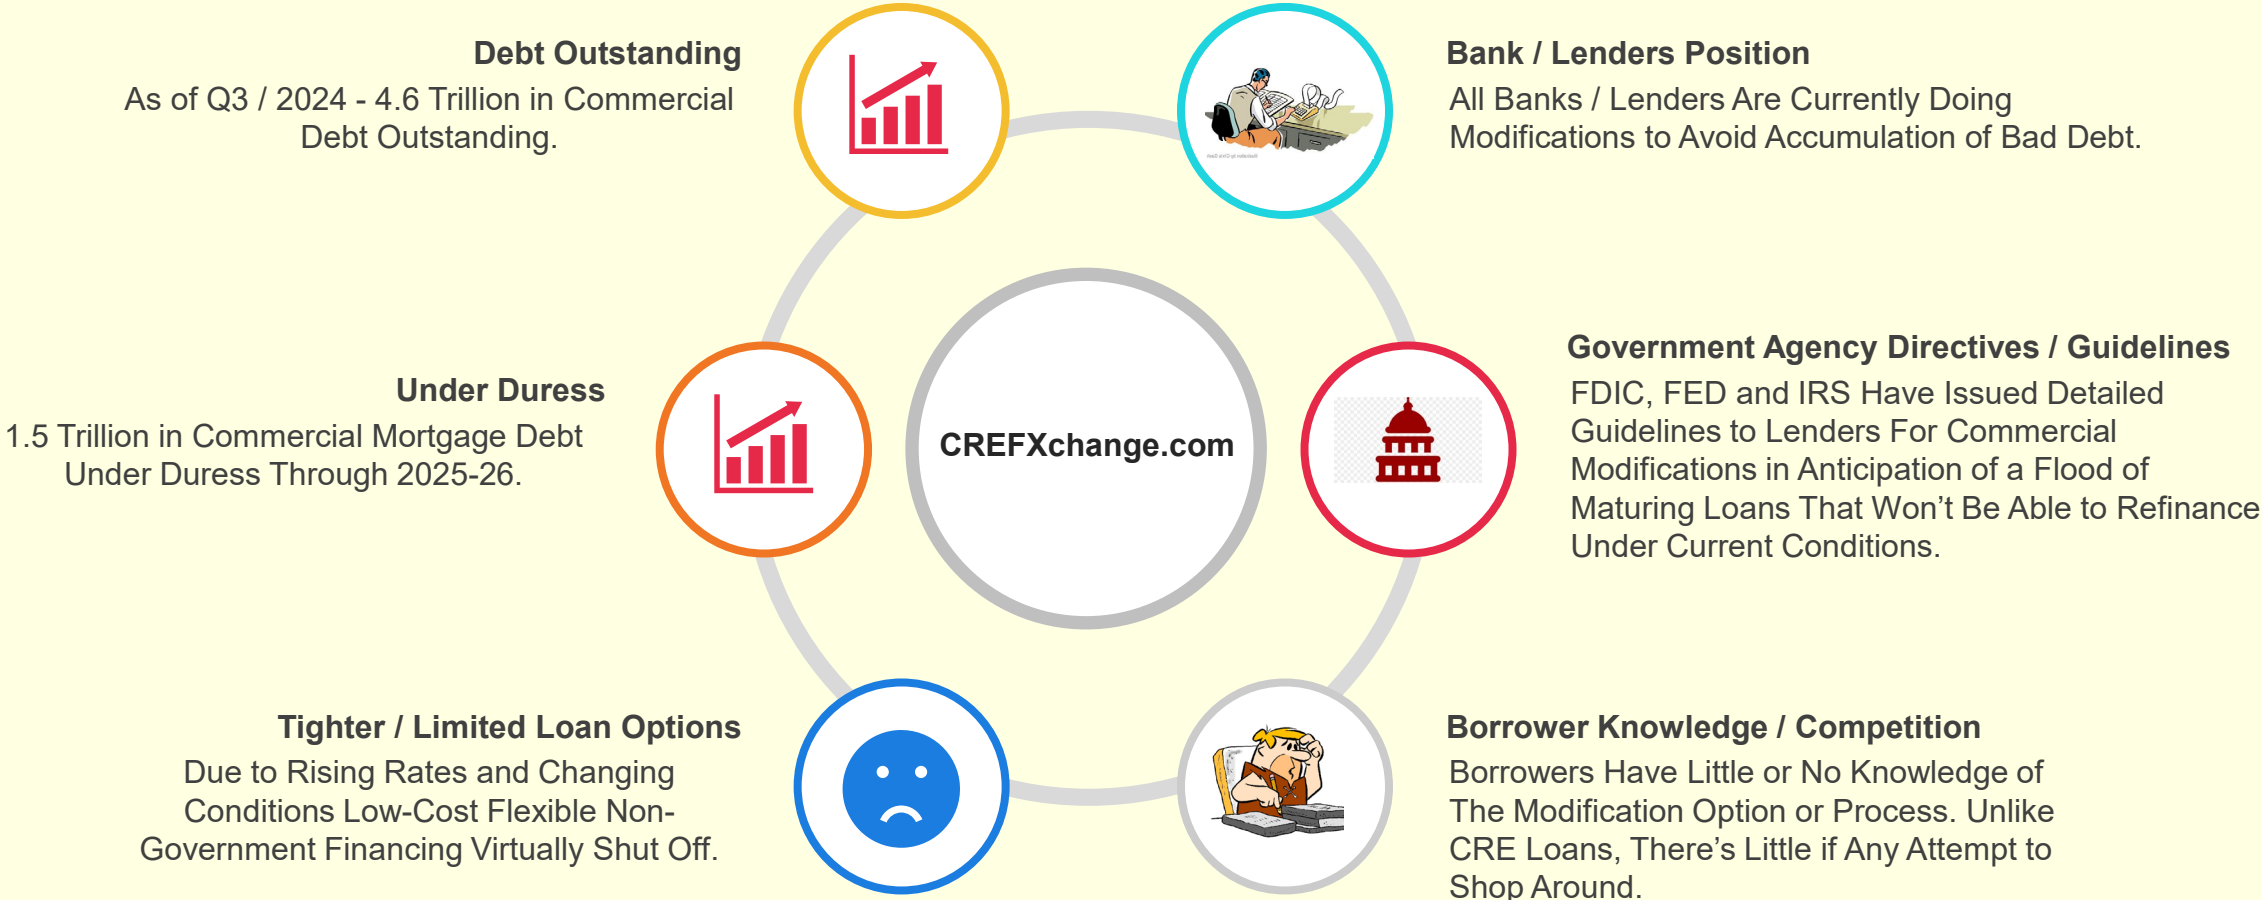 Debt Outstanding
As of Q3 / 2024 - 4.6 Trillion in Commercial
Debt Outstanding.
Bank / Lenders Position
All Banks / Lenders Are Currently Doing
Modifications to Avoid Accumulation of Bad Debt.
Under Duress
1.5 Trillion in Commercial Mortgage Debt
Under Duress Through 2025-26.
CREFXchange.com
Government Agency Directives / Guidelines
FDIC, FED and IRS Have Issued Detailed
Guidelines to Lenders For Commercial
Modifications in Anticipation of a Flood of
Maturing Loans That Won’t Be Able to Refinance
Under Current Conditions.
Tighter / Limited Loan Options
Due to Rising Rates and Changing
Conditions Low-Cost Flexible Non-
Government Financing Virtually Shut Off.
Borrower Knowledge / Competition
Borrowers Have Little or No Knowledge of
The Modification Option or Process. Unlike
CRE Loans, There’s Little if Any Attempt to
Shop Around.